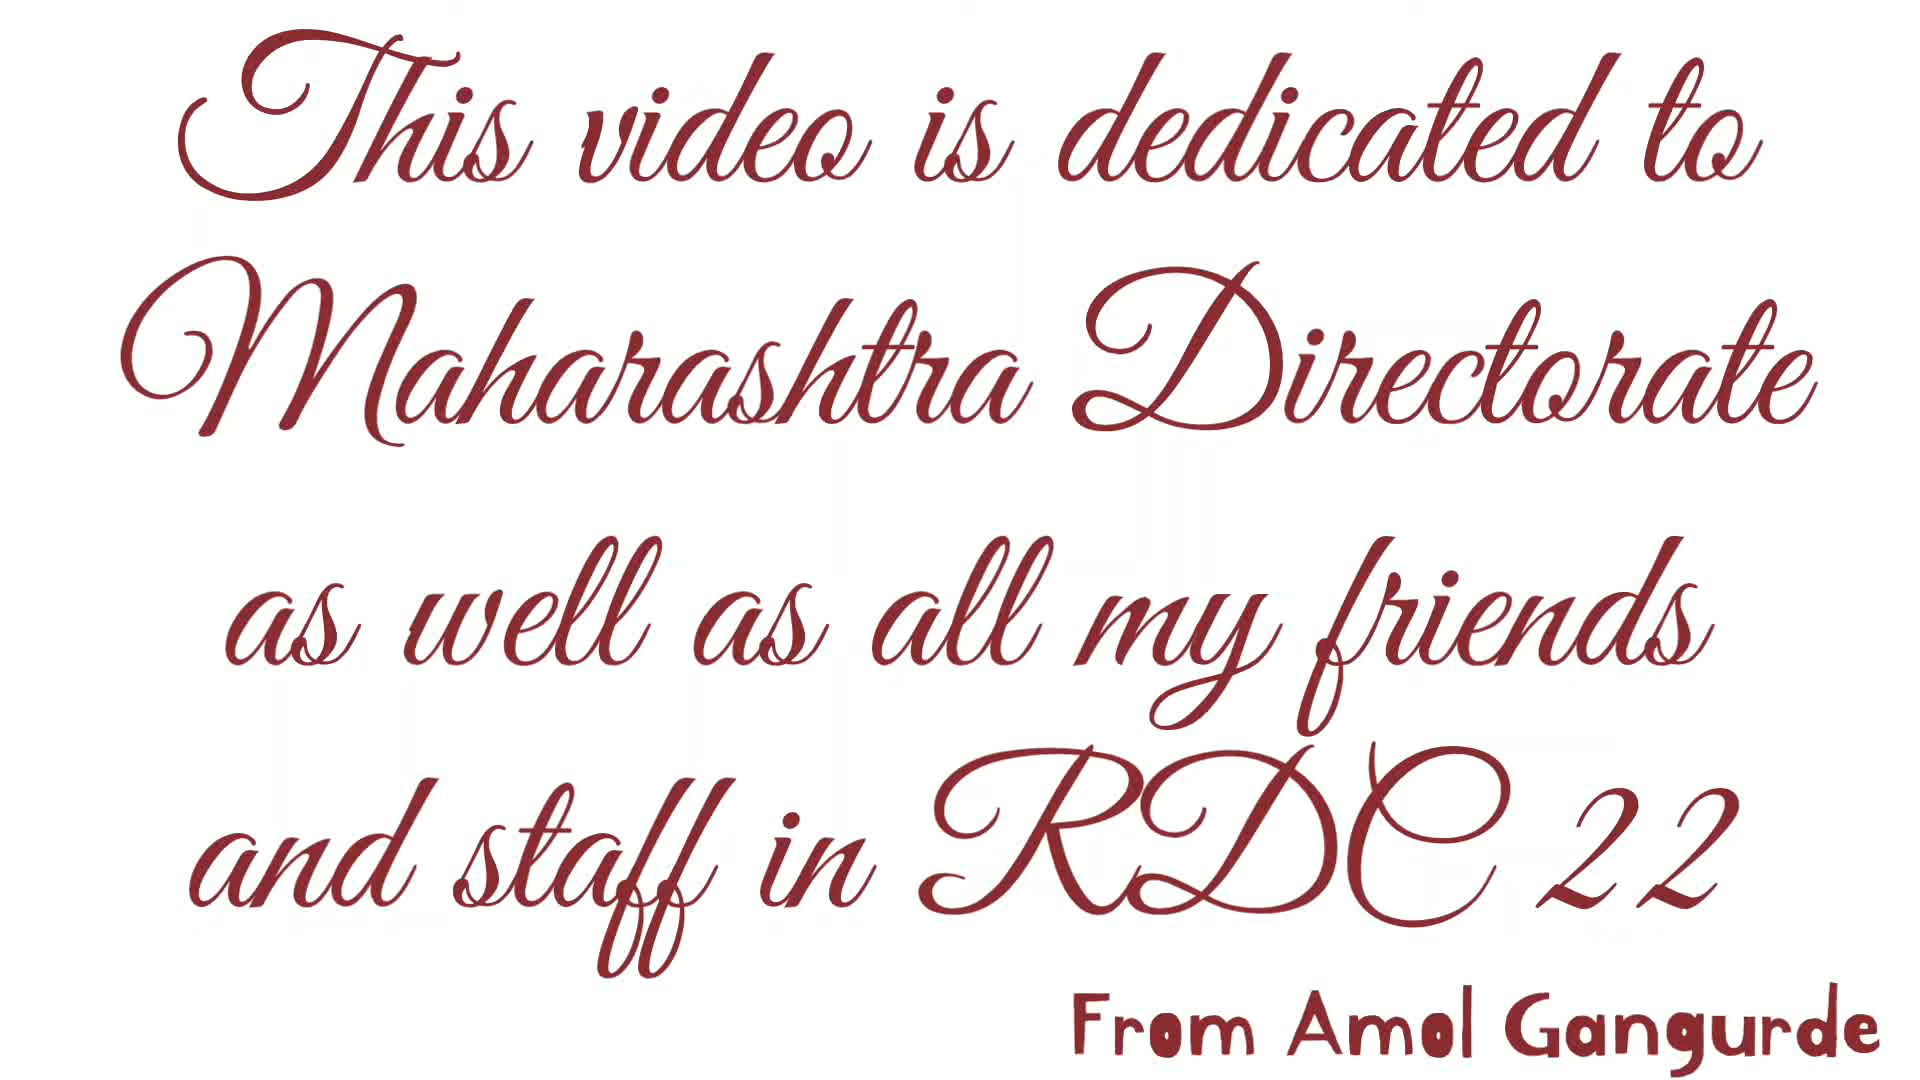 This video is dedicated to
Maharashtra Directorate
as well as all my friends
and staff in RDC 22
From Amol Gangurde